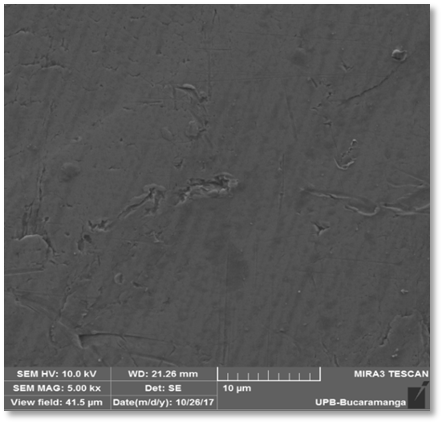 SEM HV: 10.0 kV WD: 21.26 mm MIRA3 TESCAN
SEM MAG: 5.00 kx Det: SE 10 µm
View field: 41.5 µm Date(m/d/y): 10/26/17 UPB-Bucaramanga